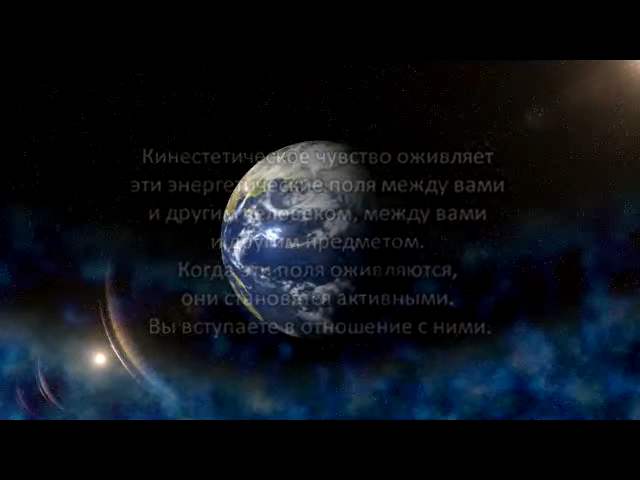 Кинестетическое чувство оживляет
эти энергетические поля между вами
и другим человеком, между вами
и другим предметом.
Когда эти поля оживляются,
они становятся активными.
Вы вступаете в отношение с ними.